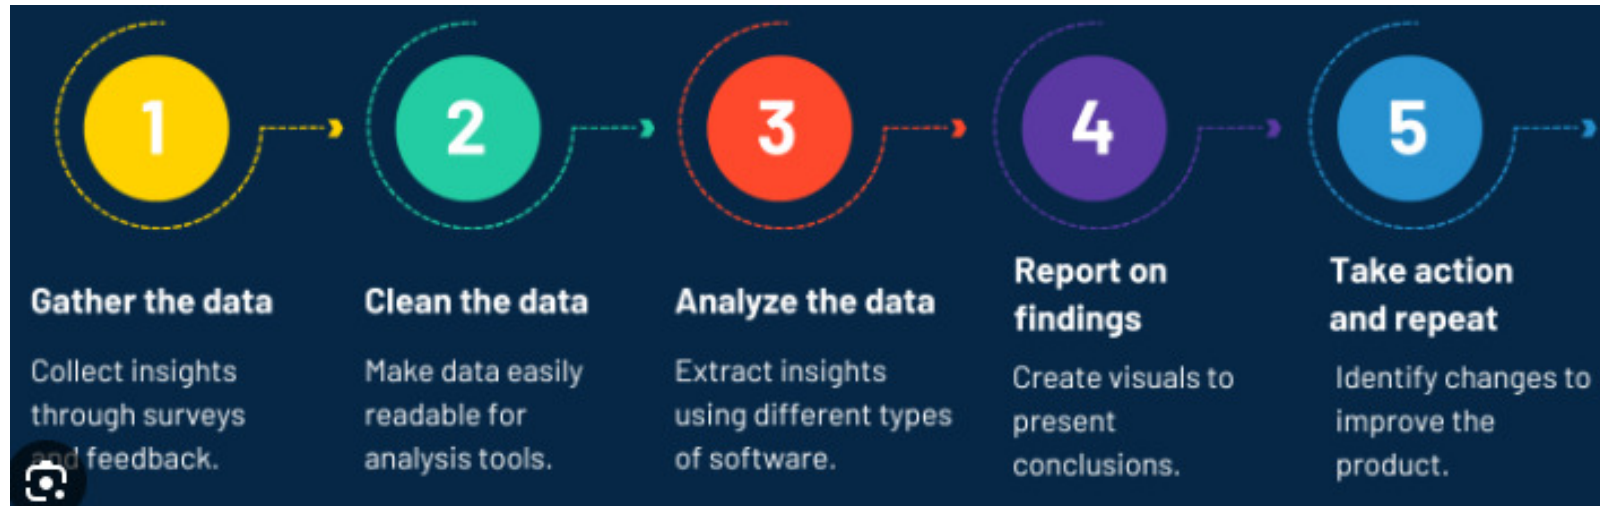 1
Gather the data
Collect insights
through surveys
and feedback.
2
Clean the data
Make data easily
readable for
analysis tools.
3
Analyze the data
Extract insights
using different types
of software.
4
Report on
findings
Create visuals to
present
conclusions.
5
Take action
and repeat
Identify changes to
improve the
product.